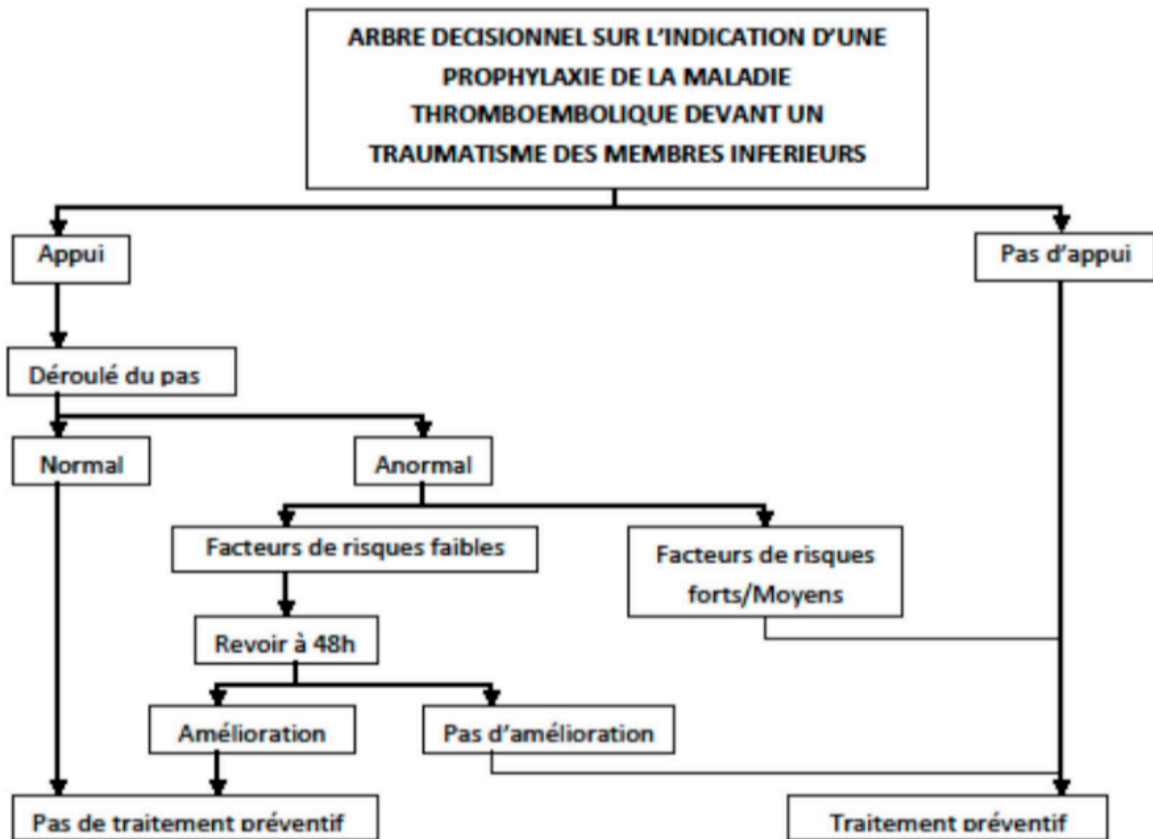 ARBRE DECISIONNEL SUR L'INDICATION D'UNE
PROPHYLAXIE DE LA MALADIE
THROMBOEMBOLIQUE DEVANT UN
TRAUMATISME DES MEMBRES INFERIEURS
Appui
Pas d'appui
Déroulé du pas
Normal
Anormal
Facteurs de risques faibles
Facteurs de risques
forts/Moyens
Revoir à 48h
Amélioration
Pas d'amélioration
Pas de traitement préventif
Traitement préventif